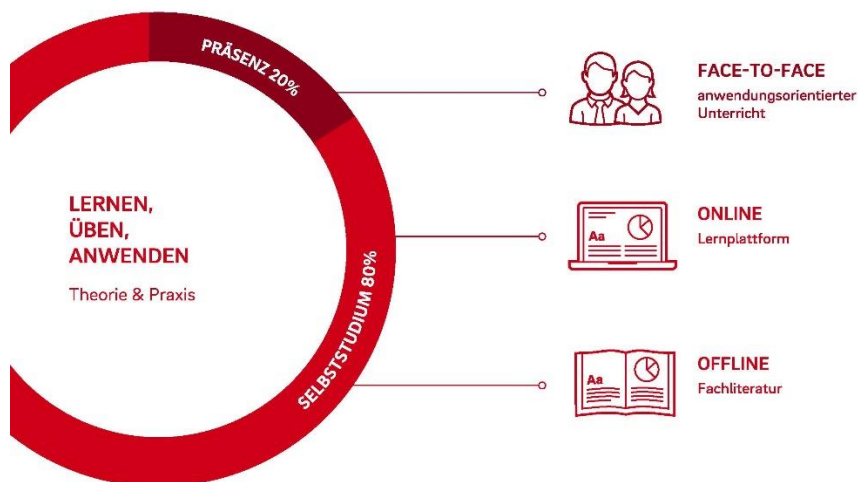 PRÄSENZ 20%
FACE-TO-FACE
anwendungsorientierter
Unterricht
LERNEN,
ÜBEN,
ANWENDEN
Theorie & Praxis
SELBSTSTUDIUM 80%
Aa
ONLINE
Lernplattform
Aa
OFFLINE
Fachliteratur